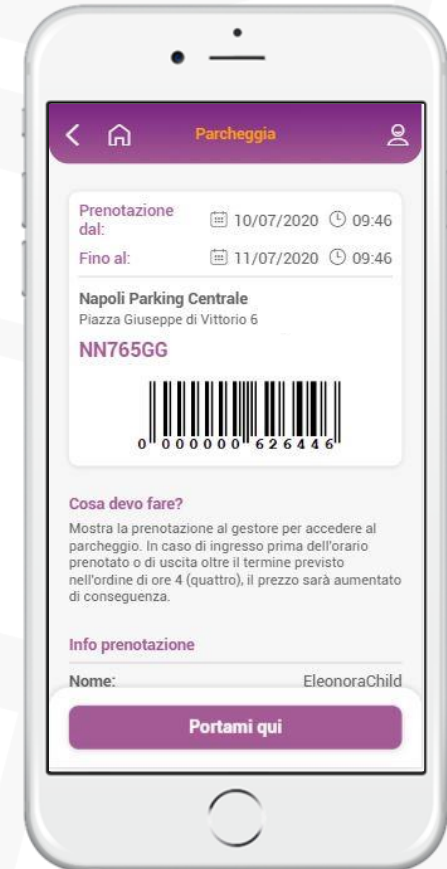 Parcheggia
Prenotazione
dal: 10/07/2020 09:46
Fino al: 11/07/2020 09:46
Napoli Parking Centrale
Piazza Giuseppe di Vittorio 6
NN765GG
0 000000 626446
Cosa devo fare?
Mostra la prenotazione al gestore per accedere al
parcheggio. In caso di ingresso prima dell'orario
prenotato o di uscita oltre il termine previsto
nell'ordine di ore 4 (quattro), il prezzo sarà aumentato
di conseguenza.
Info prenotazione
Nome: EleonoraChild
Portami qui